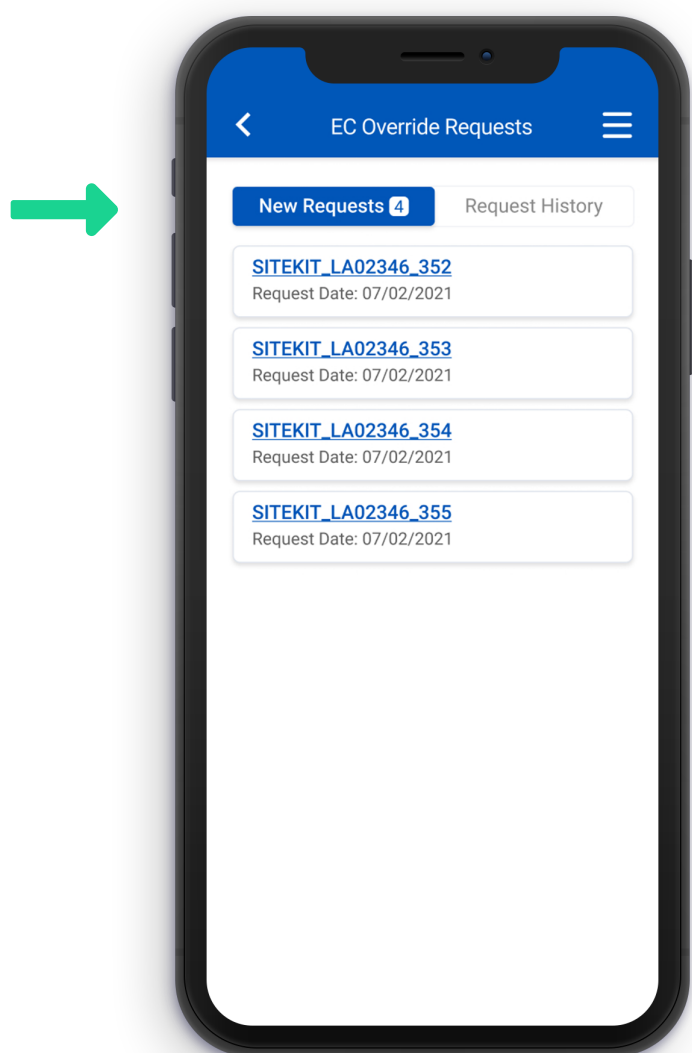 EC Override Requests
New Requests 4
Request History
SITEKIT_LA02346_352
Request Date: 07/02/2021
SITEKIT_LA02346_353
Request Date: 07/02/2021
SITEKIT_LA02346_354
Request Date: 07/02/2021
SITEKIT_LA02346_355
Request Date: 07/02/2021